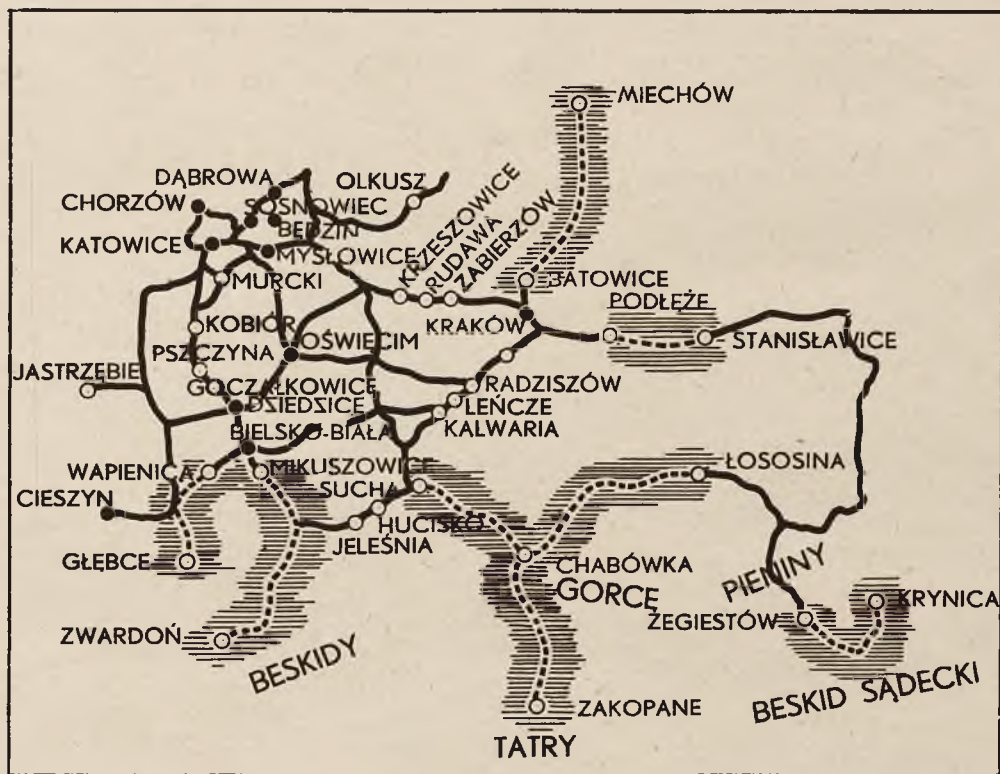 MIECHÓW
DĄBROWA
OLKUSZ
CHORZÓW
SOSNOWIEC
BĘDZIN
KATOWICE
MYSŁOWICE
KRZESZOWICE
RUDAWA
ZABIERZÓW
MURCKI
BATOWICE
PODŁĘŻE
KOBIÓR
KRAKÓW
OŚWIĘCIM
PSZCZYNA
STANISŁAWICE
JASTRZĘBIE
GOCZAŁKOWICE
RADZISZÓW
DZIEDZICE
LEŃCZE
KALWARIA
BIELSKO-BIAŁA
WAPIENICA
MIKUSZOWICE
ŁOSOSINA
SUCHA
CIESZYN
HUCISKO
JELEŚNIA
GŁĘBCE
CHABÓWKA
PIENINY
GORCE
KRYNICA
ŻEGIESTÓW
ZWARDOŃ
BESKIDY
BESKID SĄDECKI
ZAKOPANE
TATRY